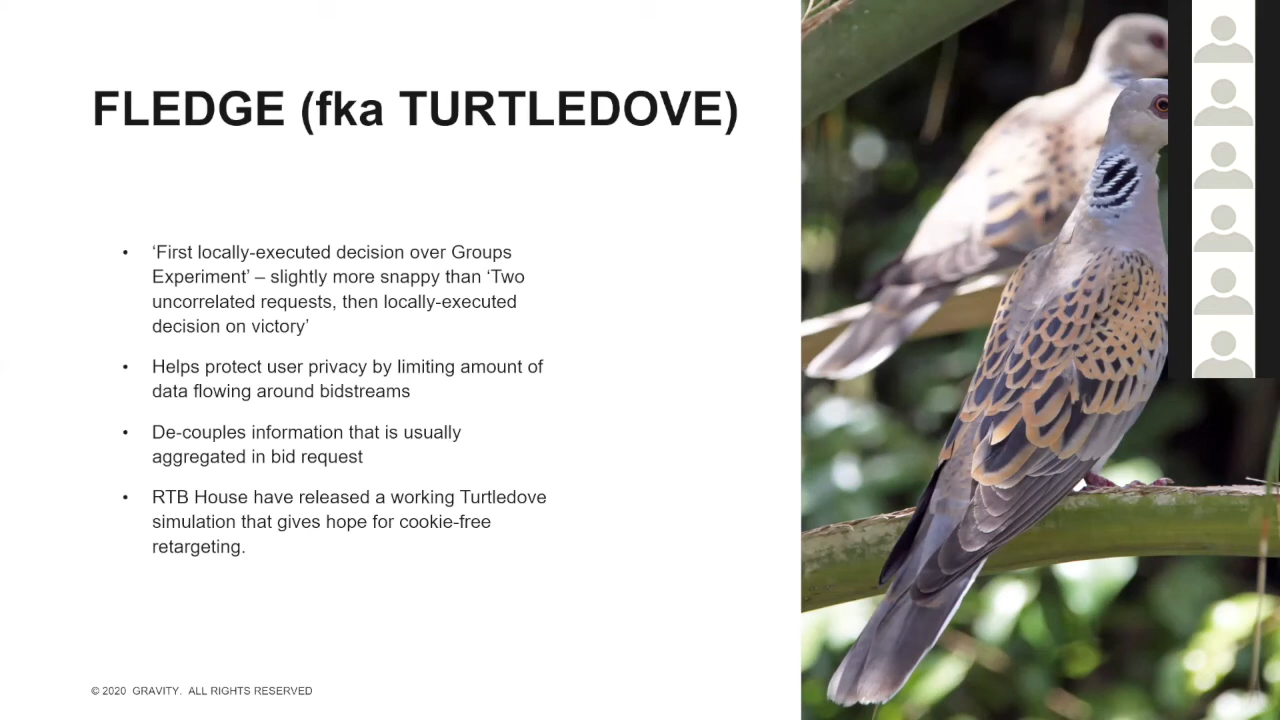 FLEDGE (fka TURTLEDOVE)
• ‘First locally-executed decision over Groups
Experiment’ – slightly more snappy than ‘Two
uncorrelated requests, then locally-executed
decision on victory’
• Helps protect user privacy by limiting amount of
data flowing around bidstreams
• De-couples information that is usually
aggregated in bid request
• RTB House have released a working Turtledove
simulation that gives hope for cookie-free
retargeting.
© 2020 GRAVITY. ALL RIGHTS RESERVED